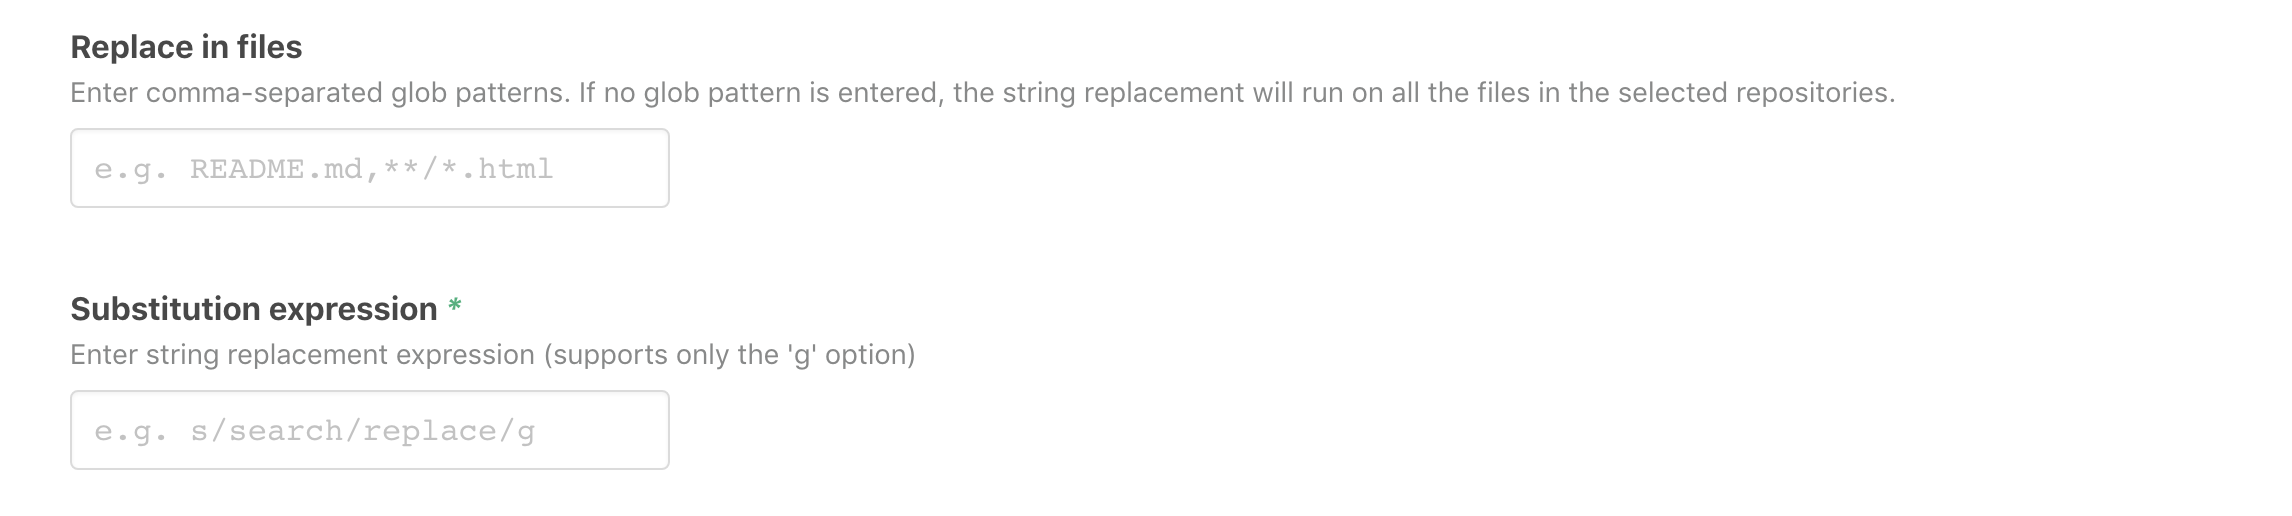 Replace in files
Enter comma-separated glob patterns. If no glob pattern is entered, the string replacement will run on all the files in the selected repositories.
e.g. README.md,**/*.html
Substitution expression *
Enter string replacement expression (supports only the 'g' option)
e.g. s/search/replace/g